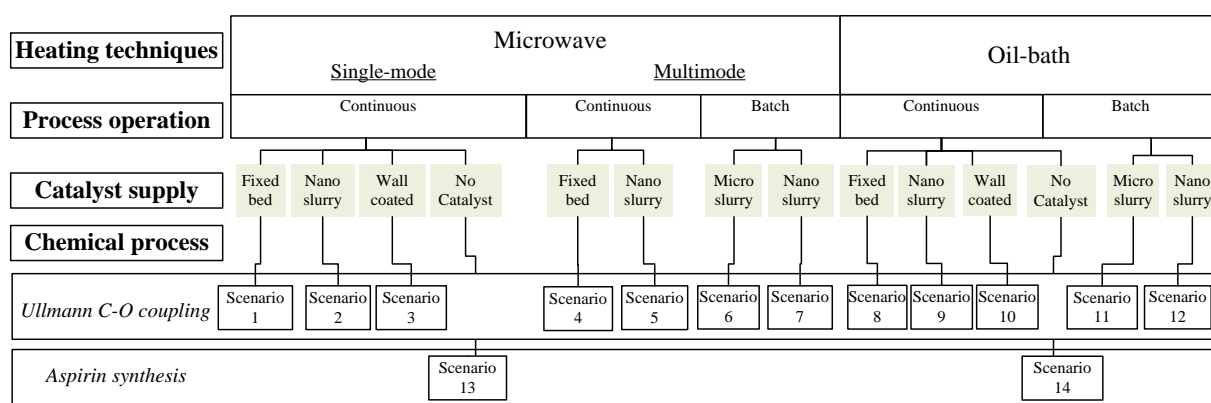 Heating techniques
Microwave
Oil-bath
Single-mode
Multimode
Process operation
Continuous
Continuous
Batch
Continuous
Batch
Catalyst supply
Fixed
bed
Nano
slurry
Wall
coated
No
Catalyst
Fixed
bed
Nano
slurry
Micro
slurry
Nano
slurry
Fixed
bed
Nano
slurry
Wall
coated
No
Catalyst
Micro
slurry
Nano
slurry
Chemical process
Ullmann C-O coupling
Scenario
1
Scenario
2
Scenario
3
Scenario
4
Scenario
5
Scenario
6
Scenario
7
Scenario
8
Scenario
9
Scenario
10
Scenario
11
Scenario
12
Aspirin synthesis
Scenario
13
Scenario
14